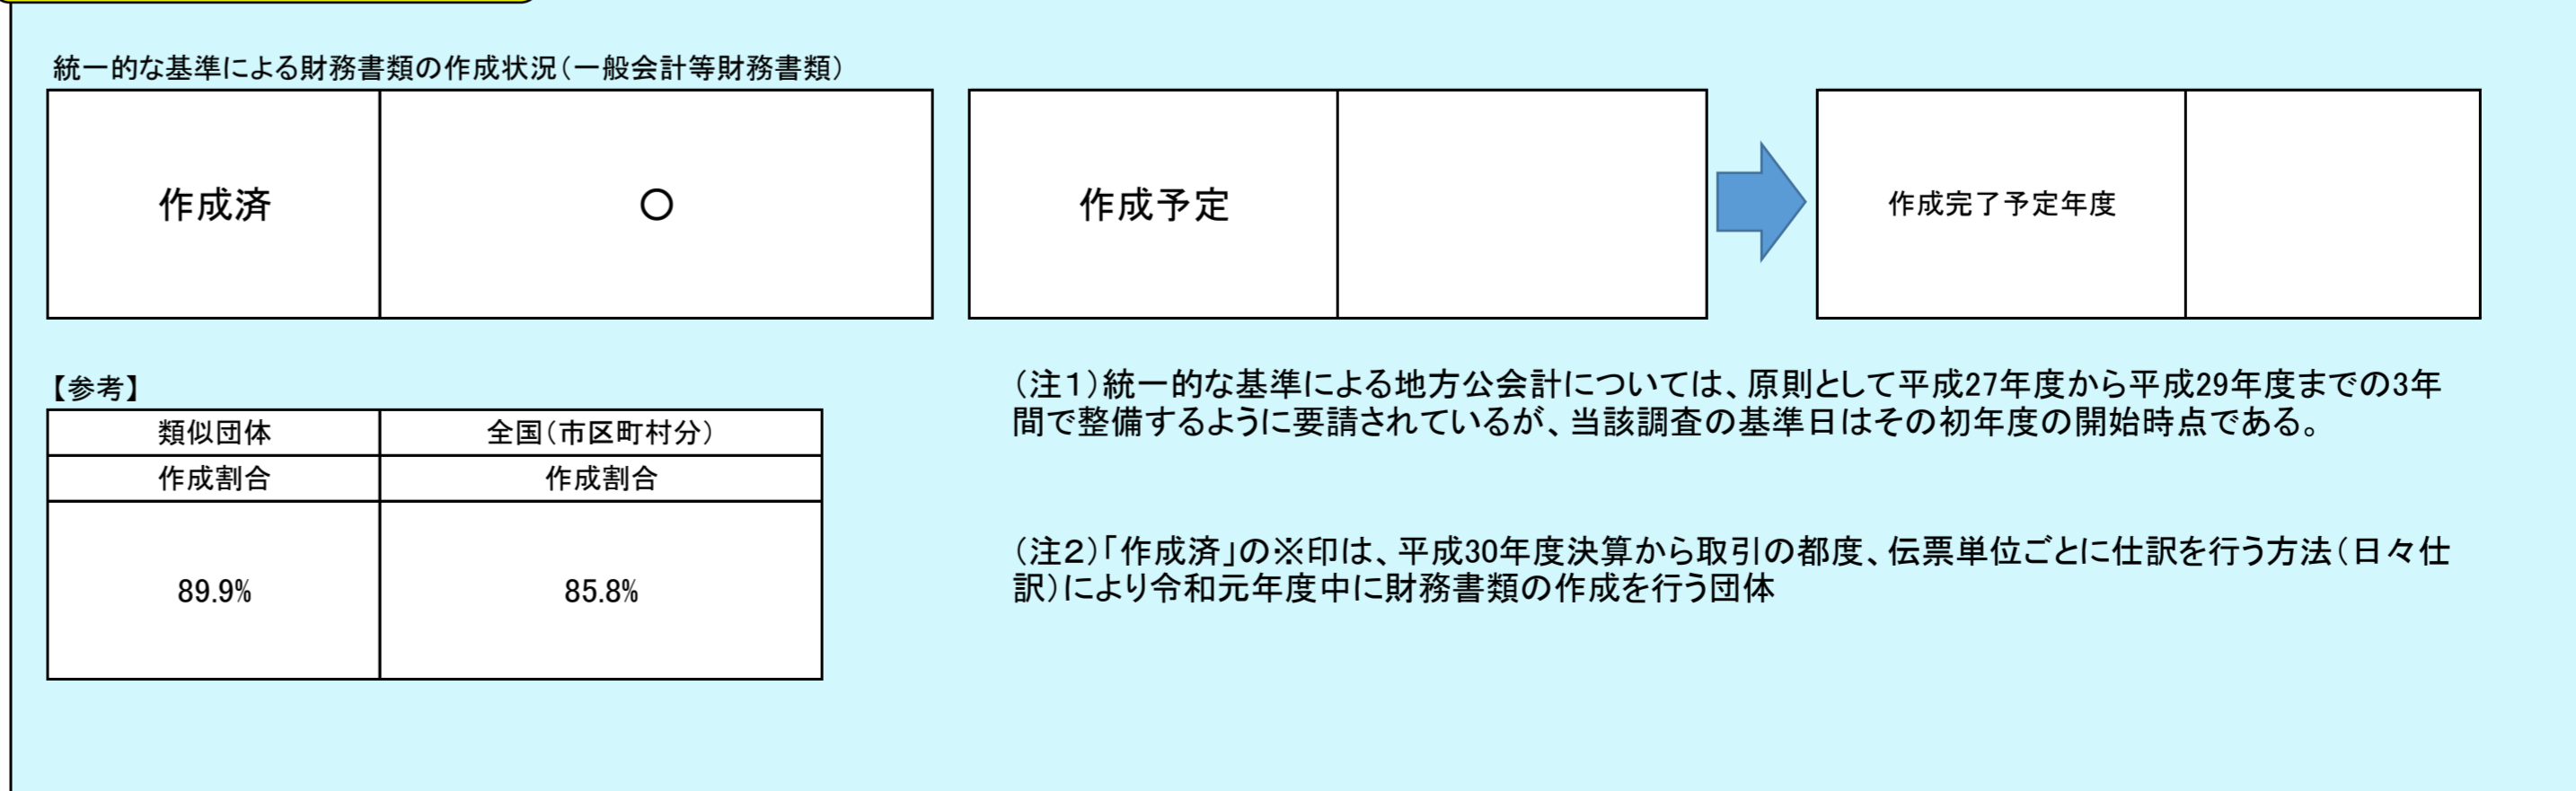 統一的な基準による財務書類の作成状況（一般会計等財務書類）
作成済
○
作成予定
作成完了予定年度
【参考】
類似団体
全国（市区町村分）
作成割合
作成割合
89.9%
85.8%
（注１）統一的な基準による地方公会計については、原則として平成27年度から平成29年度までの3年
間で整備するように要請されているが、当該調査の基準日はその初年度の開始時点である。
（注２）「作成済」の※印は、平成30年度決算から取引の都度、伝票単位ごとに仕訳を行う方法（日々仕
訳）により令和元年度中に財務書類の作成を行う団体